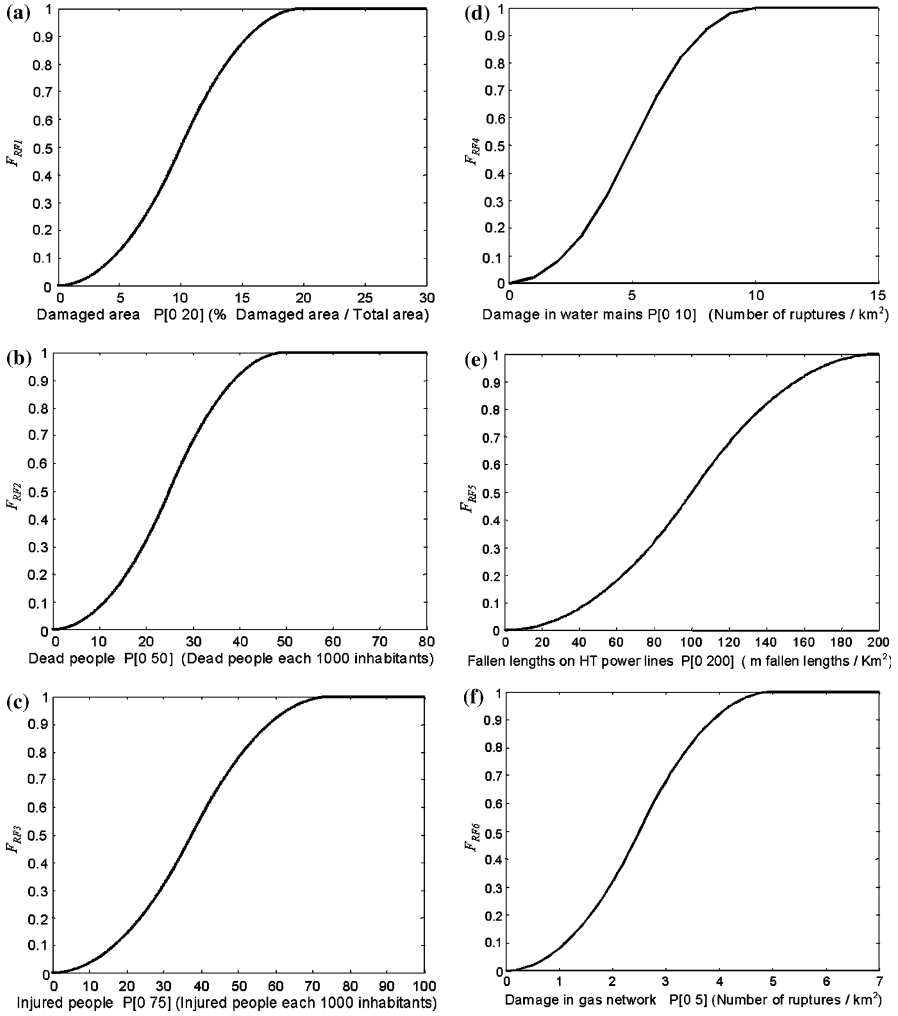 (a)
1
0.9
0.8
0.7
0.6
0.5
0.4
0.3
0.2
0.1
0
F_RF1
0 5 10 15 20 25 30
Damaged area P[0 20] (% Damaged area / Total area)
(b)
1
0.9
0.8
0.7
0.6
0.5
0.4
0.3
0.2
0.1
0
F_RF2
0 10 20 30 40 50 60 70 80
Dead people P[0 50] (Dead people each 1000 inhabitants)
(c)
1
0.9
0.8
0.7
0.6
0.5
0.4
0.3
0.2
0.1
0
F_RF3
0 10 20 30 40 50 60 70 80 90 100
Injured people P[0 75] (Injured people each 1000 inhabitants)
(d)
1
0.9
0.8
0.7
0.6
0.5
0.4
0.3
0.2
0.1
0
F_RF4
0 5 10 15
Damage in water mains P[0 10] (Number of ruptures / km²)
(e)
1
0.9
0.8
0.7
0.6
0.5
0.4
0.3
0.2
0.1
0
F_RF5
0 20 40 60 80 100 120 140 160 180 200
Fallen lengths on HT power lines P[0 200] ( m fallen lengths / Km²)
(f)
1
0.9
0.8
0.7
0.6
0.5
0.4
0.3
0.2
0.1
0
F_RF6
0 1 2 3 4 5 6 7
Damage in gas network P[0 5] (Number of ruptures / km²)